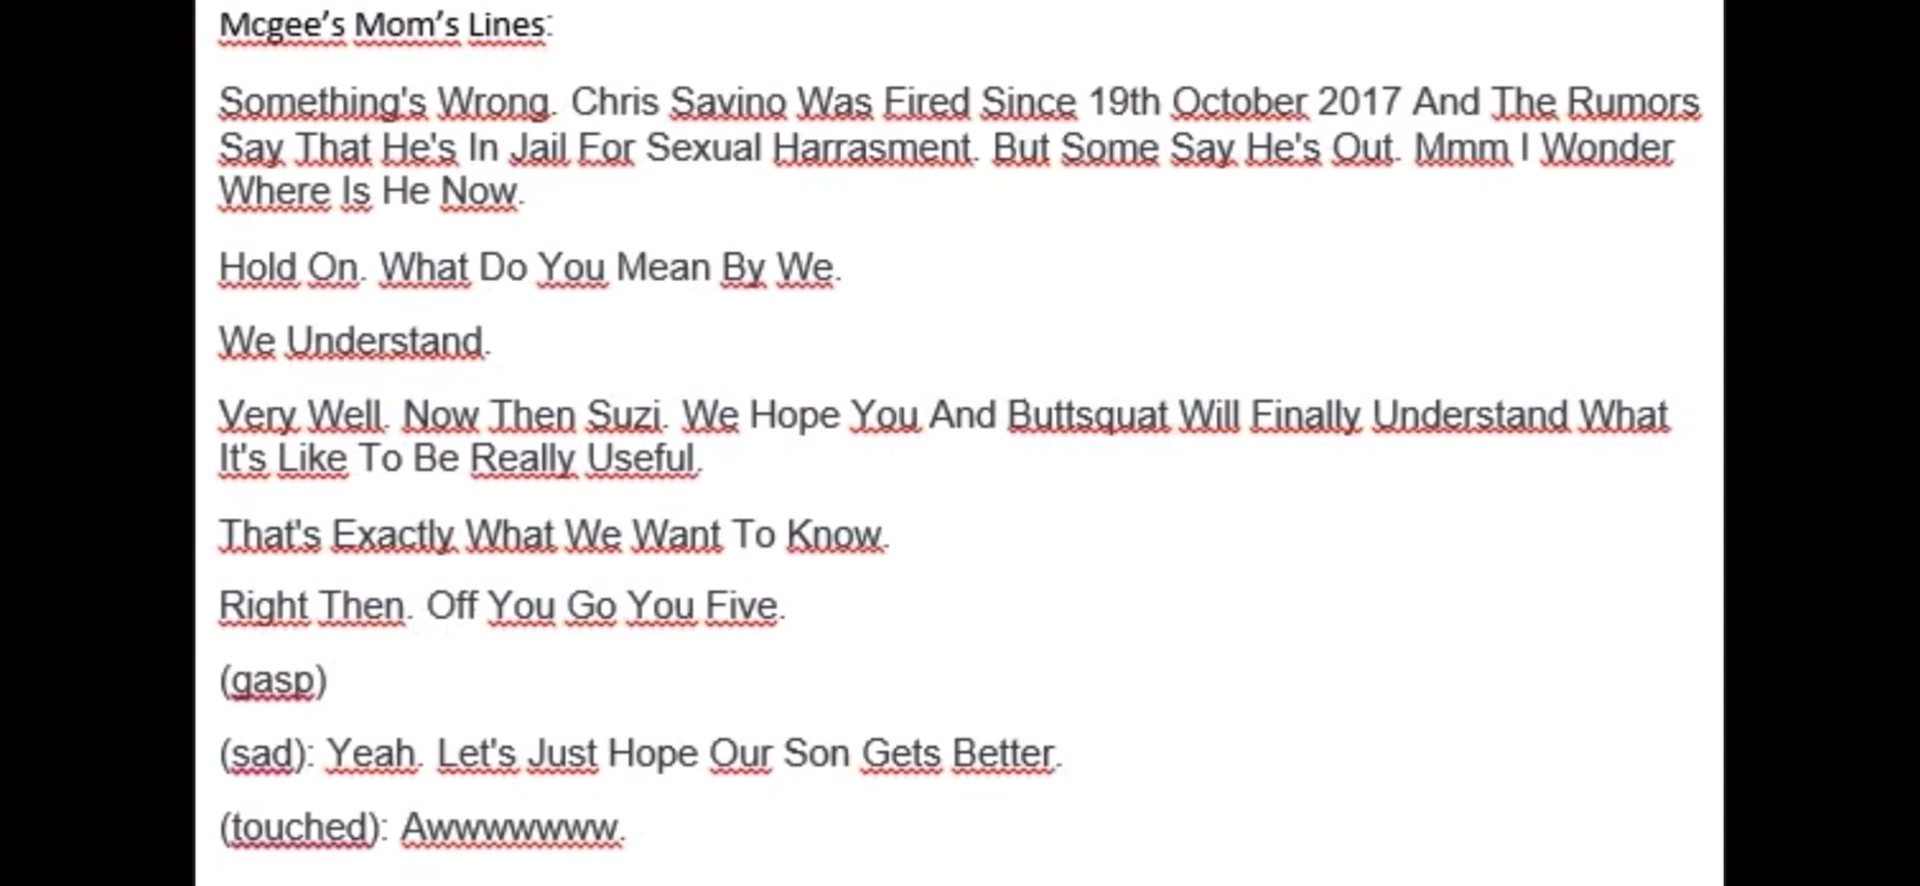 Mcgee’s Mom’s Lines:
Something's Wrong. Chris Savino Was Fired Since 19th October 2017 And The Rumors
Say That He's In Jail For Sexual Harrasment. But Some Say He's Out. Mmm I Wonder
Where Is He Now.
Hold On. What Do You Mean By We.
We Understand.
Very Well. Now Then Suzi. We Hope You And Buttsquat Will Finally Understand What
It's Like To Be Really Useful.
That's Exactly What We Want To Know.
Right Then. Off You Go You Five.
(gasp)
(sad): Yeah. Let's Just Hope Our Son Gets Better.
(touched): Awwwwwww.